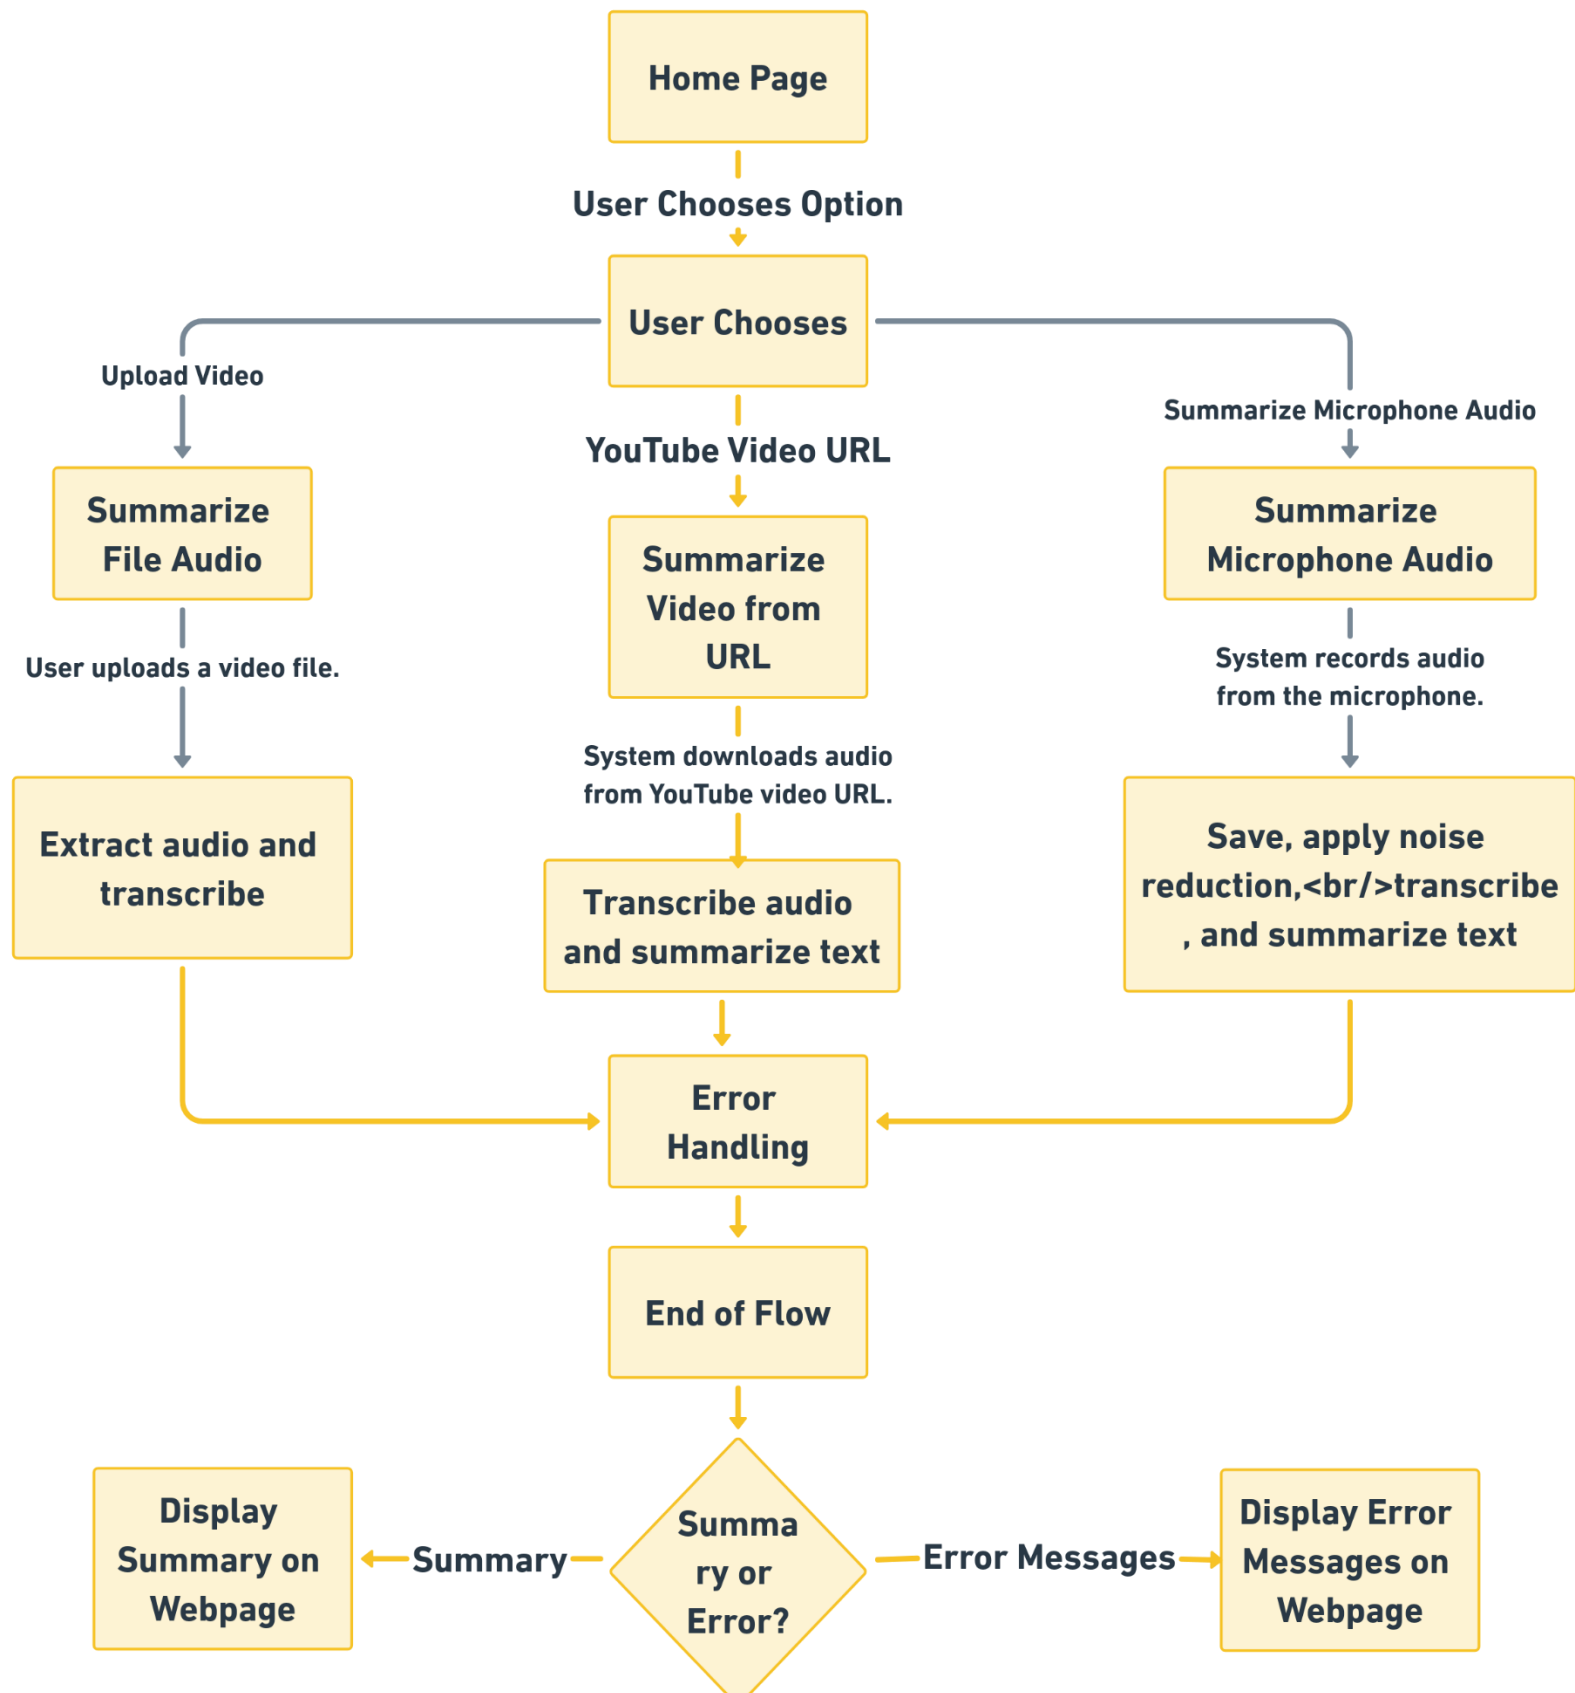 Home Page
User Chooses Option
User Chooses
Upload Video
Summarize Microphone Audio
YouTube Video URL
Summarize
File Audio
Summarize
Video from
URL
Summarize
Microphone Audio
User uploads a video file.
System downloads audio
from YouTube video URL.
System records audio
from the microphone.
Extract audio and
transcribe
Transcribe audio
and summarize text
Save, apply noise
reduction,<br/>transcribe
, and summarize text
Error
Handling
End of Flow
Summa
ry or
Error?
Summary
Error Messages
Display
Summary on
Webpage
Display Error
Messages on
Webpage